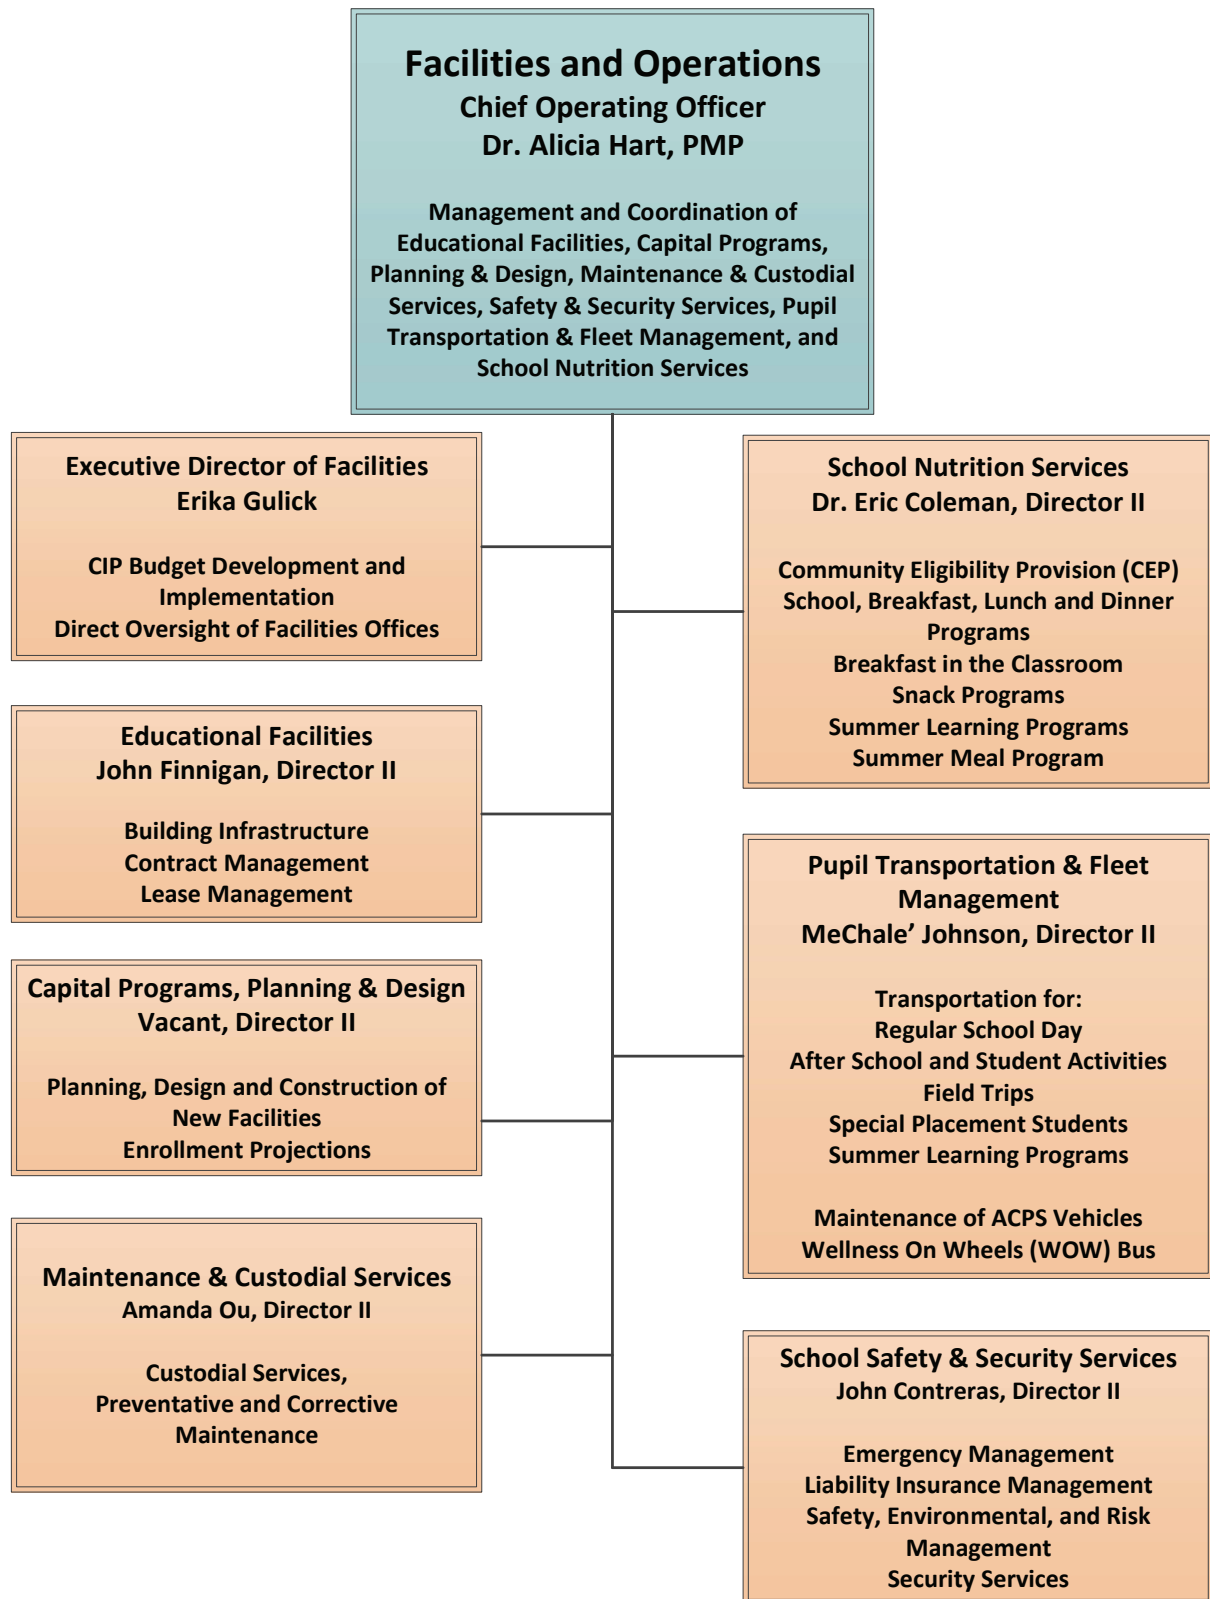 Facilities and Operations
Chief Operating Officer
Dr. Alicia Hart, PMP
Management and Coordination of
Educational Facilities, Capital Programs,
Planning & Design, Maintenance & Custodial
Services, Safety & Security Services, Pupil
Transportation & Fleet Management, and
School Nutrition Services
Executive Director of Facilities
Erika Gulick
CIP Budget Development and
Implementation
Direct Oversight of Facilities Offices
Educational Facilities
John Finnigan, Director II
Building Infrastructure
Contract Management
Lease Management
Capital Programs, Planning & Design
Vacant, Director II
Planning, Design and Construction of
New Facilities
Enrollment Projections
Maintenance & Custodial Services
Amanda Ou, Director II
Custodial Services,
Preventative and Corrective
Maintenance
School Nutrition Services
Dr. Eric Coleman, Director II
Community Eligibility Provision (CEP)
School, Breakfast, Lunch and Dinner
Programs
Breakfast in the Classroom
Snack Programs
Summer Learning Programs
Summer Meal Program
Pupil Transportation & Fleet
Management
MeChale’ Johnson, Director II
Transportation for:
Regular School Day
After School and Student Activities
Field Trips
Special Placement Students
Summer Learning Programs
Maintenance of ACPS Vehicles
Wellness On Wheels (WOW) Bus
School Safety & Security Services
John Contreras, Director II
Emergency Management
Liability Insurance Management
Safety, Environmental, and Risk
Management
Security Services